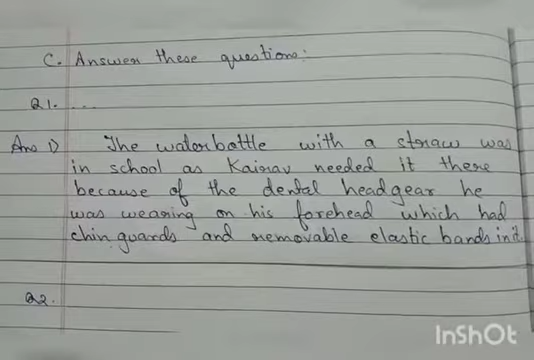 C. Answer these questions:
Q1. ...
Ans 1) The waterbottle with a straw was
in school as Kairav needed it there
because of the dental headgear he
was wearing on his forehead which had
chin guards and removable elastic bands in it.
Q2.
InShOt